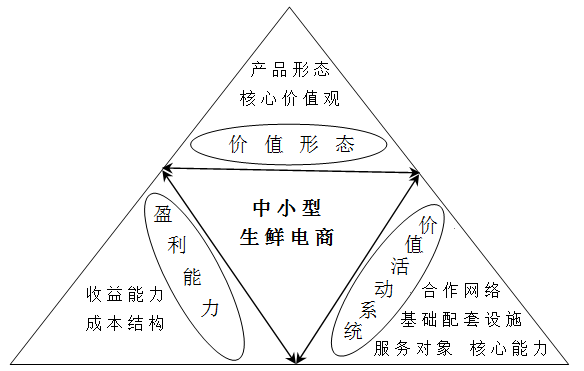 产品形态
核心价值观
价值形态
中小型
生鲜电商
盈利能力
价值活动系统
收益能力
成本结构
合作网络
基础配套设施
服务对象 核心能力